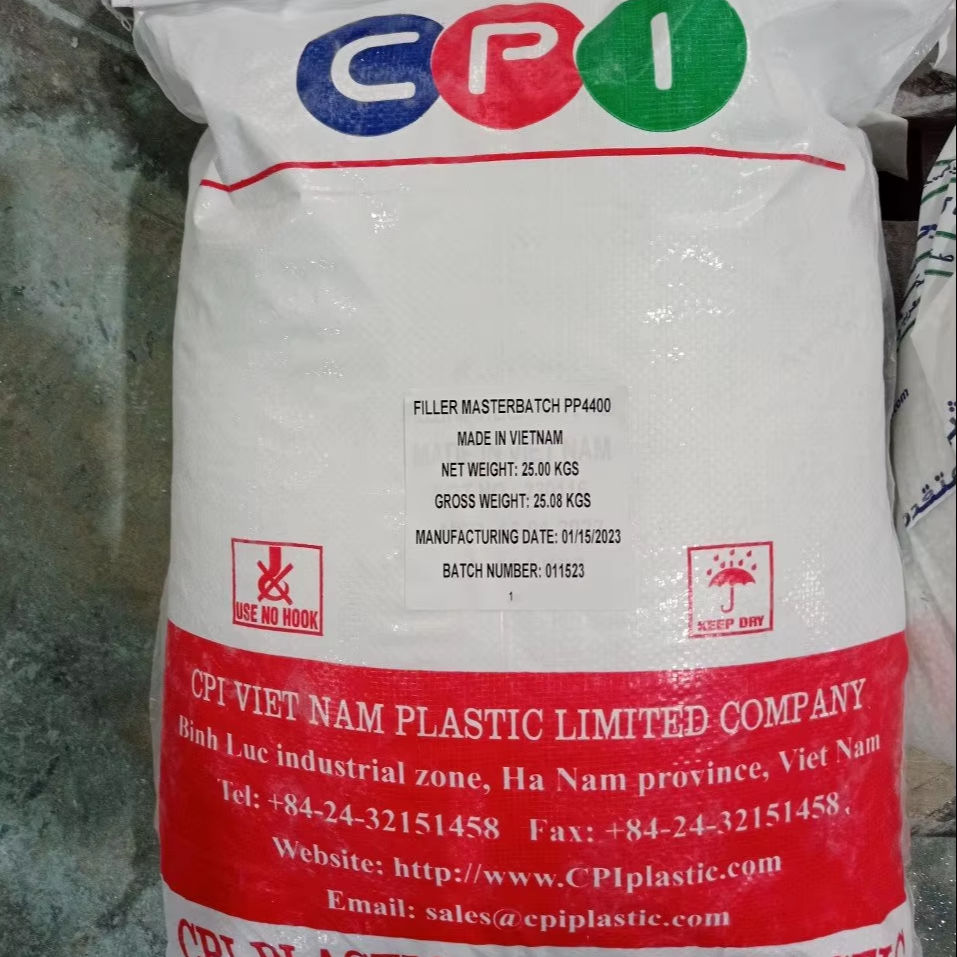 CPI
FILLER MASTERBATCH PP4400
MADE IN VIETNAM
NET WEIGHT: 25.00 KGS
GROSS WEIGHT: 25.08 KGS
MANUFACTURING DATE: 01/15/2023
BATCH NUMBER: 011523
1
USE NO HOOK
KEEP DRY
CPI VIET NAM PLASTIC LIMITED COMPANY
Binh Luc industrial zone, Ha Nam province, Viet Nam
Tel: +84-24-32151458 Fax: +84-24-32151458
Website: http://www.CPIplastic.com
Email: sales@cpiplastic.com